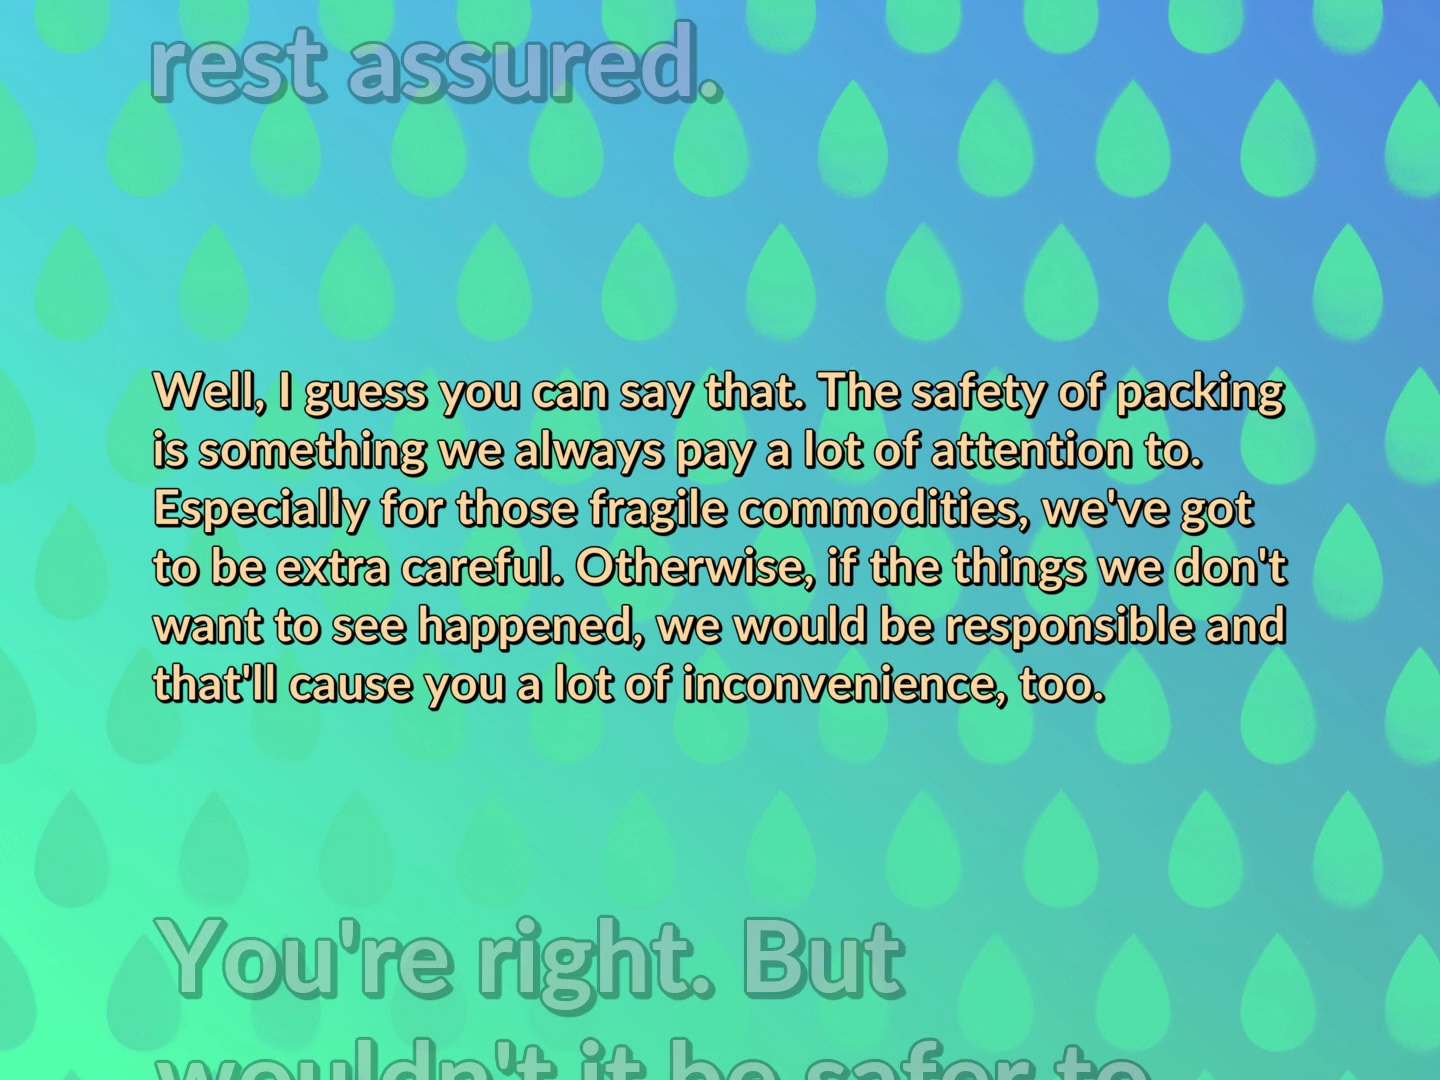 rest assured.
Well, I guess you can say that. The safety of packing
is something we always pay a lot of attention to.
Especially for those fragile commodities, we've got
to be extra careful. Otherwise, if the things we don't
want to see happened, we would be responsible and
that'll cause you a lot of inconvenience, too.
You're right. But
wouldn't it be safer to